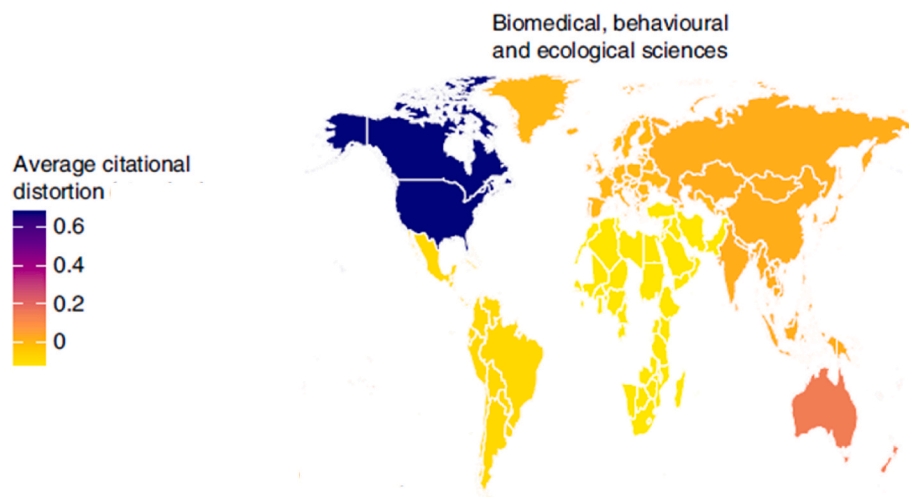 Biomedical, behavioural
and ecological sciences
Average citational
distortion
0.6
0.4
0.2
0